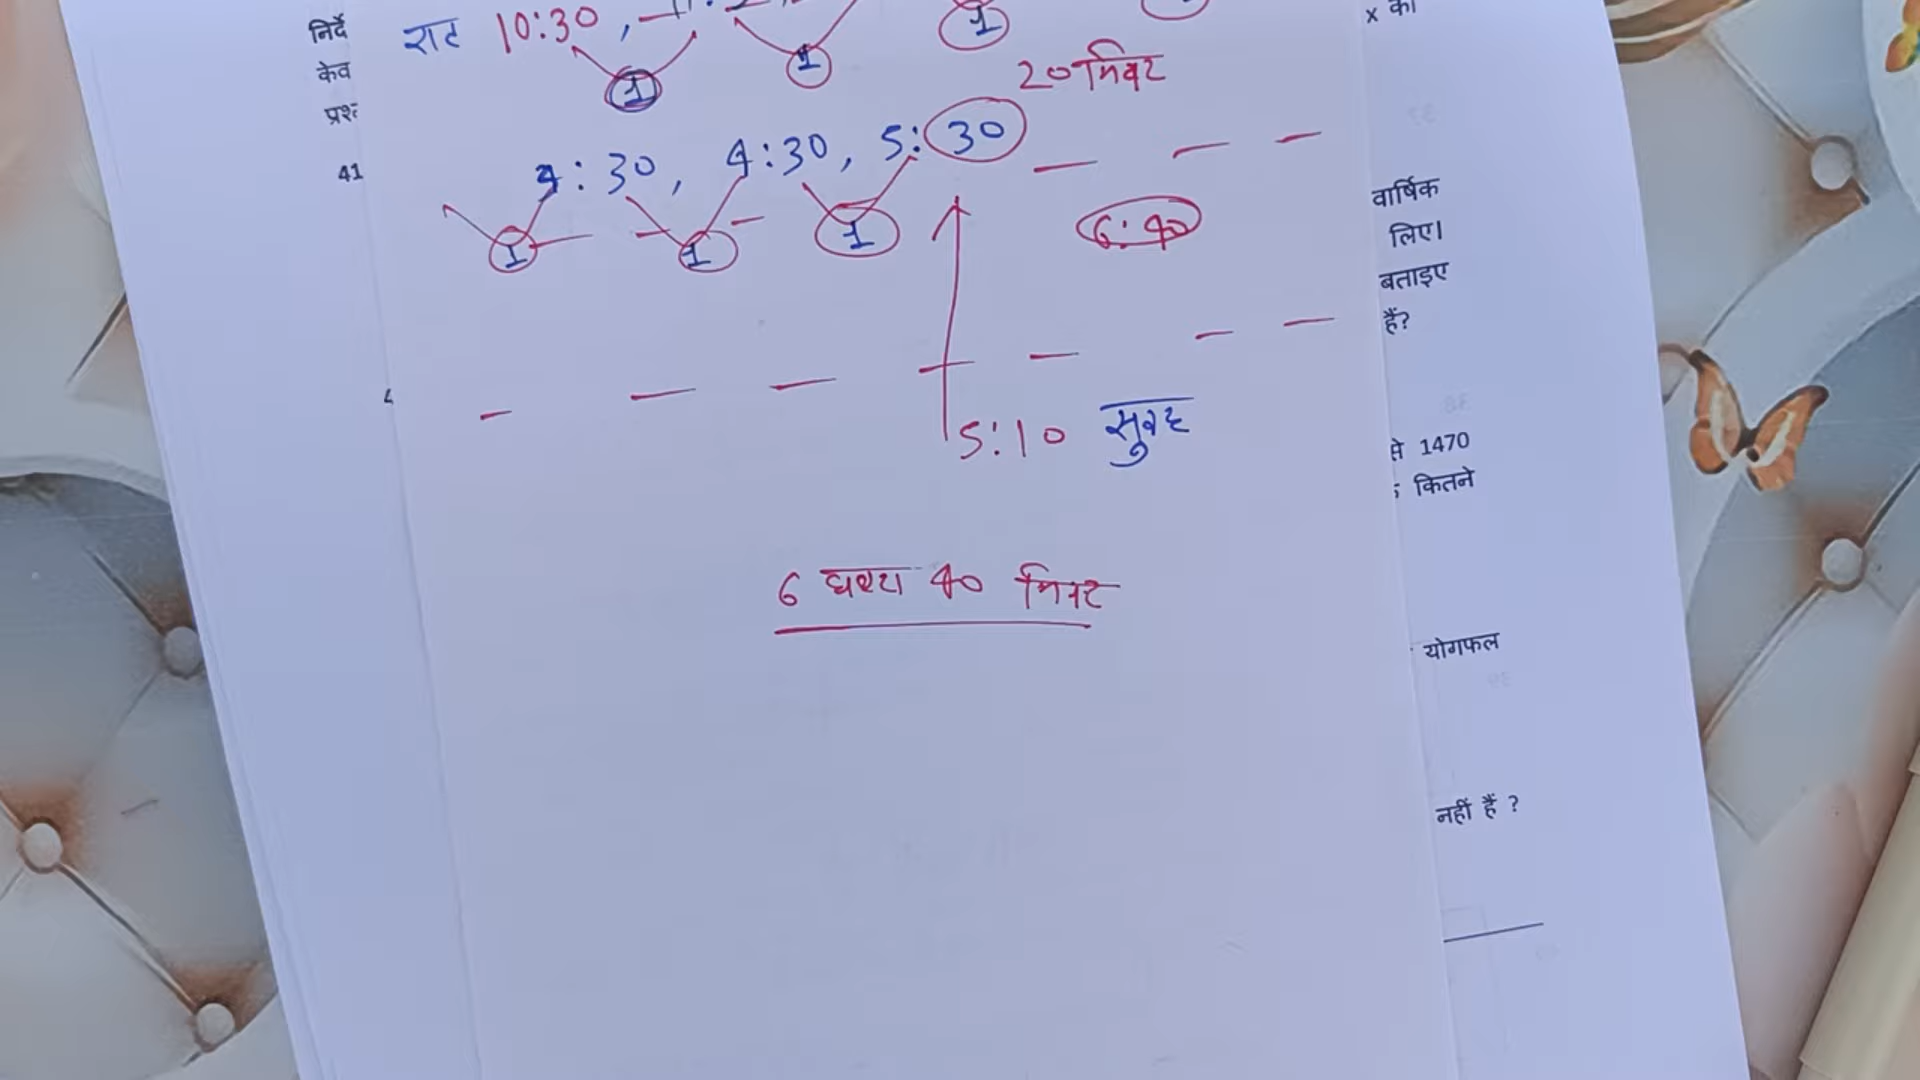 निर्दे
केव
प्रश्न
41
4
रात 10:30,
1 1 1
20 मिनट
4:30, 4:30, 5:30
1 1 1
6:40
5:10 सुबह
6 घण्टा 40 मिनट
x का
वार्षिक
लिए।
बताइए
हैं?
से 1470
कितने
योगफल
नहीं हैं ?